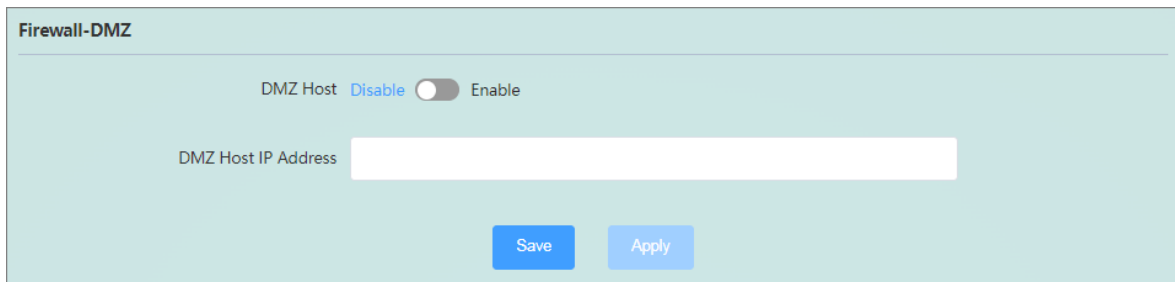 Firewall-DMZ
DMZ Host Disable Enable
DMZ Host IP Address
Save Apply